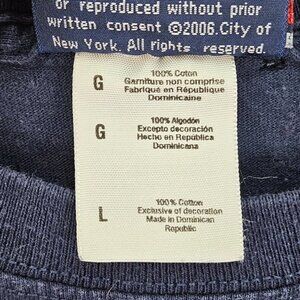 or reproduced without prior
written consent ©2006.City of
New York. All rights reserved.
G
100% Cotton
Garniture non comprise
Fabriqué en République
Dominicaine
G
100% Algodón
Excepto decoración
Hecho en República
Dominicana
L
100% Cotton
Exclusive of decoration
Made in Dominican
Republic